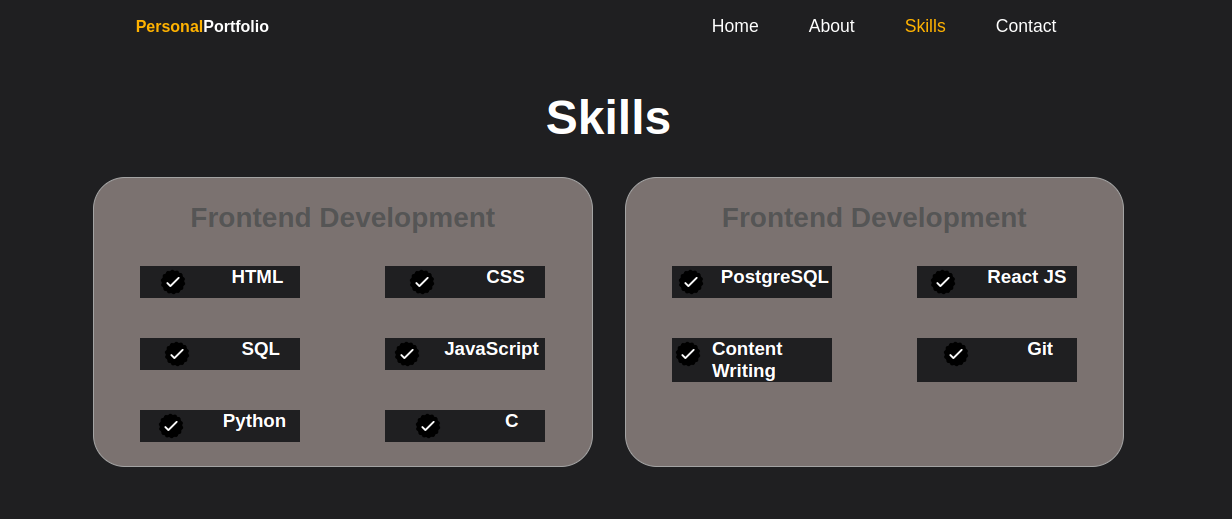 PersonalPortfolio
Home About Skills Contact
Skills
Frontend Development
HTML CSS
SQL JavaScript
Python C
Frontend Development
PostgreSQL React JS
Content Git
Writing